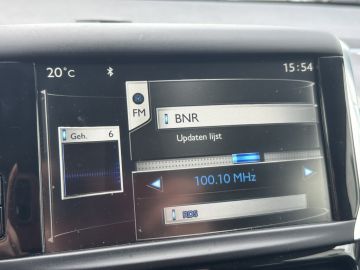 20°C 15:54
FM
BNR
Geh. 6
Updaten lijst
100.10 MHz
RDS